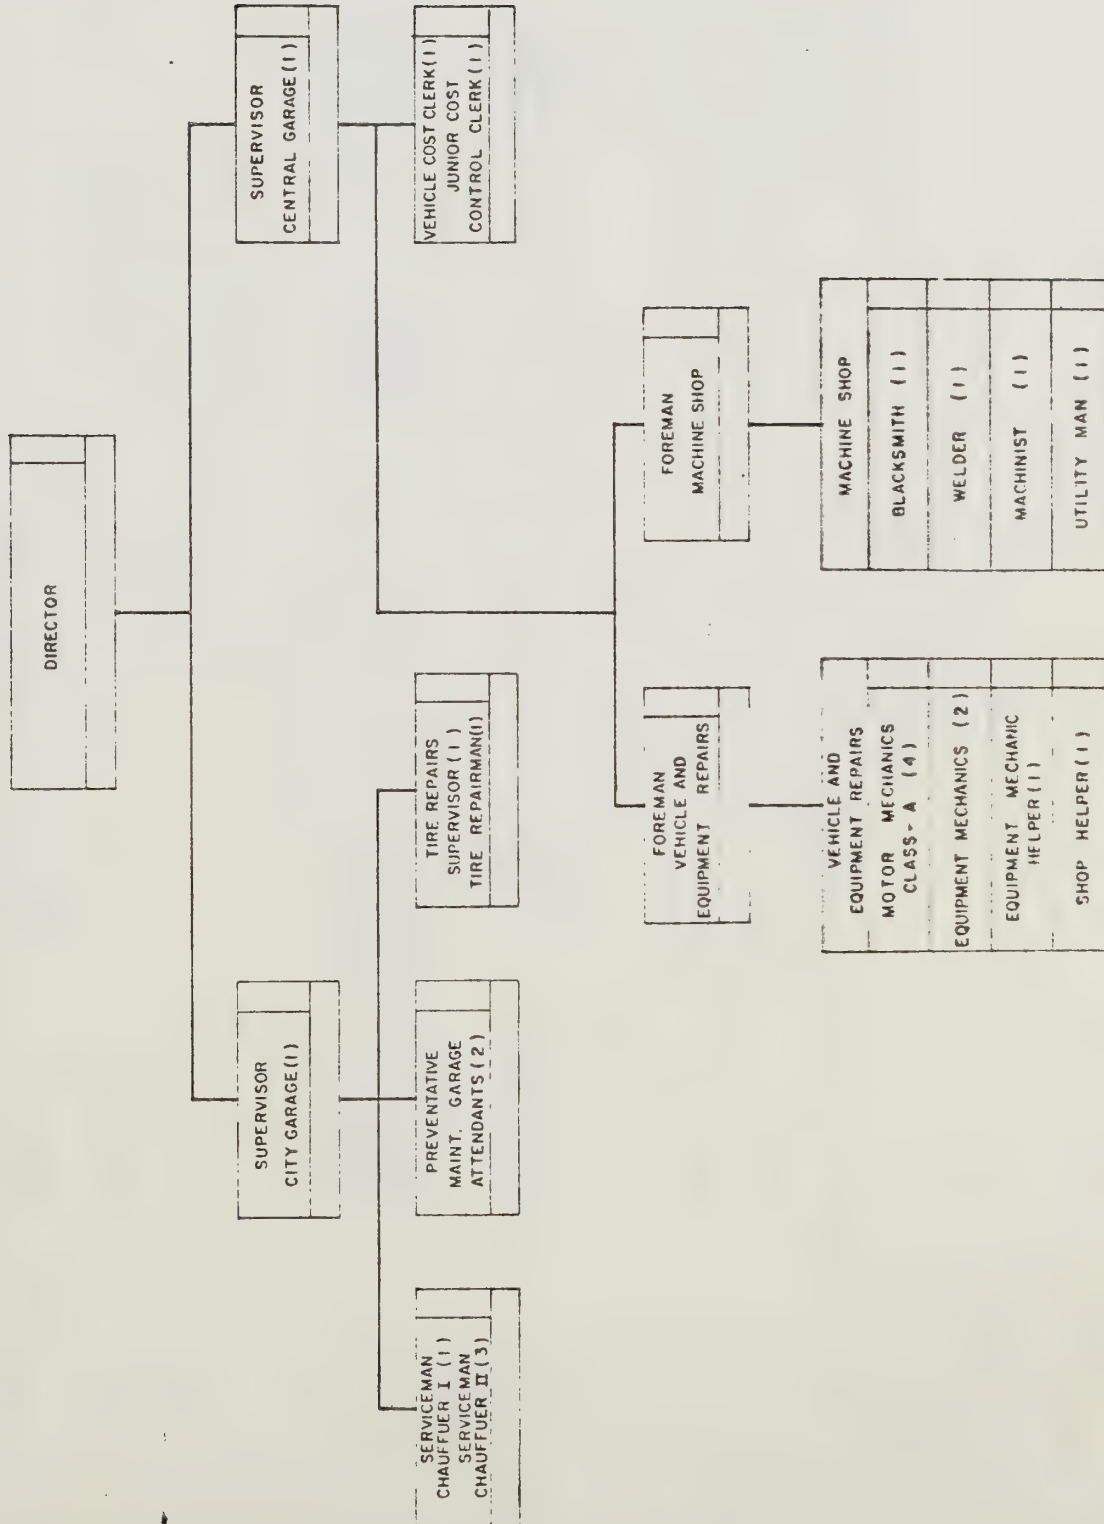 DIRECTOR
SUPERVISOR
CITY GARAGE(1)
SUPERVISOR
CENTRAL GARAGE(1)
SERVICEMAN
CHAUFFUER I (1)
SERVICEMAN
CHAUFFUER II(3)
PREVENTATIVE
MAINT. GARAGE
ATTENDANTS(2)
TIRE REPAIRS
SUPERVISOR(1)
TIRE REPAIRMAN(1)
VEHICLE COST CLERK(1)
JUNIOR COST
CONTROL CLERK(1)
FOREMAN
VEHICLE AND
EQUIPMENT REPAIRS
FOREMAN
MACHINE SHOP
VEHICLE AND
EQUIPMENT REPAIRS
MOTOR MECHANICS
CLASS-A (4)
EQUIPMENT MECHANICS (2)
EQUIPMENT MECHANIC
HELPER(1)
SHOP HELPER(1)
MACHINE SHOP
BLACKSMITH (1)
WELDER (1)
MACHINIST (1)
UTILITY MAN (1)